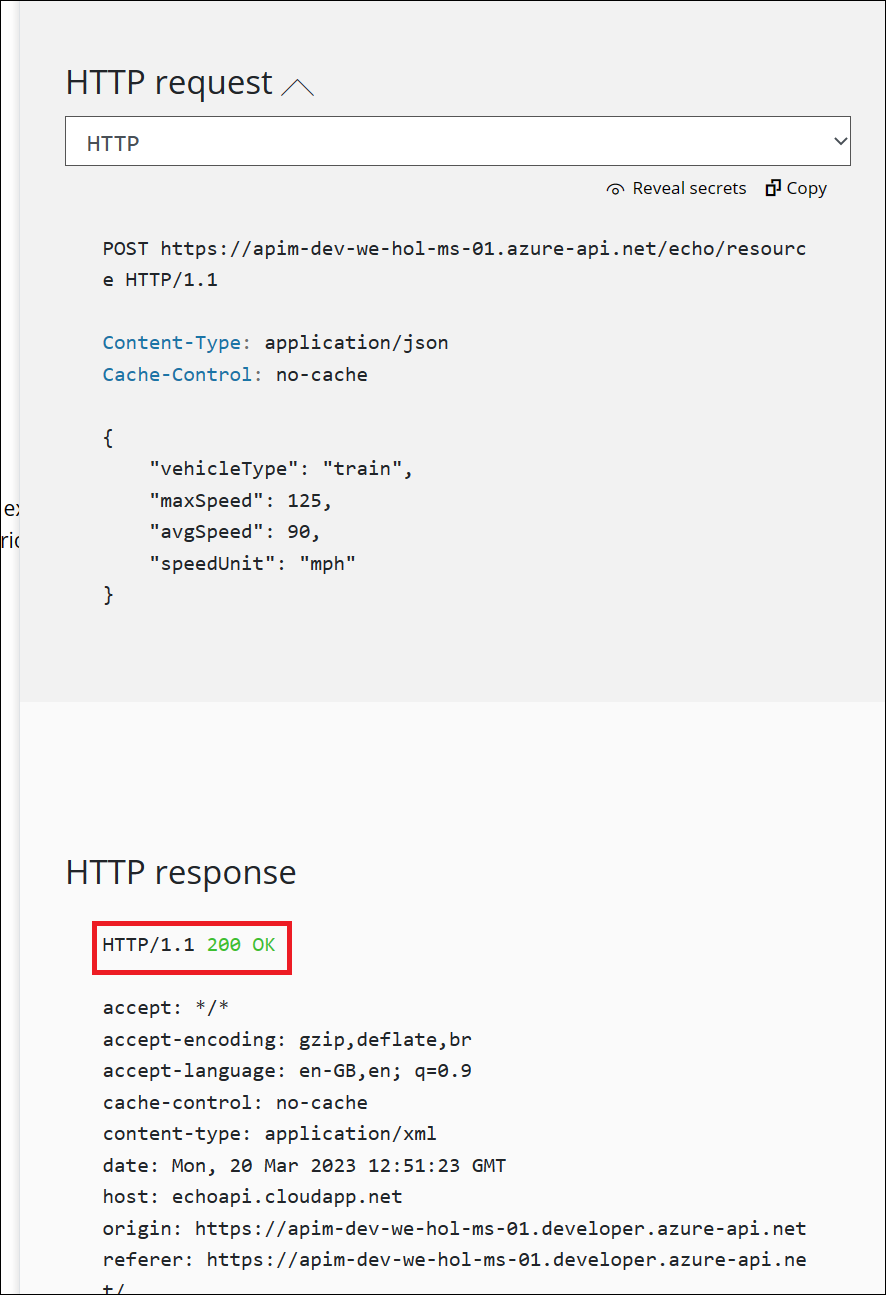 HTTP request
HTTP
Reveal secrets Copy
POST https://apim-dev-we-hol-ms-01.azure-api.net/echo/resourc
e HTTP/1.1
Content-Type: application/json
Cache-Control: no-cache
{
    "vehicleType": "train",
    "maxSpeed": 125,
    "avgSpeed": 90,
    "speedUnit": "mph"
}
HTTP response
HTTP/1.1 200 OK
accept: */*
accept-encoding: gzip,deflate,br
accept-language: en-GB,en; q=0.9
cache-control: no-cache
content-type: application/xml
date: Mon, 20 Mar 2023 12:51:23 GMT
host: echoapi.cloudapp.net
origin: https://apim-dev-we-hol-ms-01.developer.azure-api.net
referer: https://apim-dev-we-hol-ms-01.developer.azure-api.ne
t/